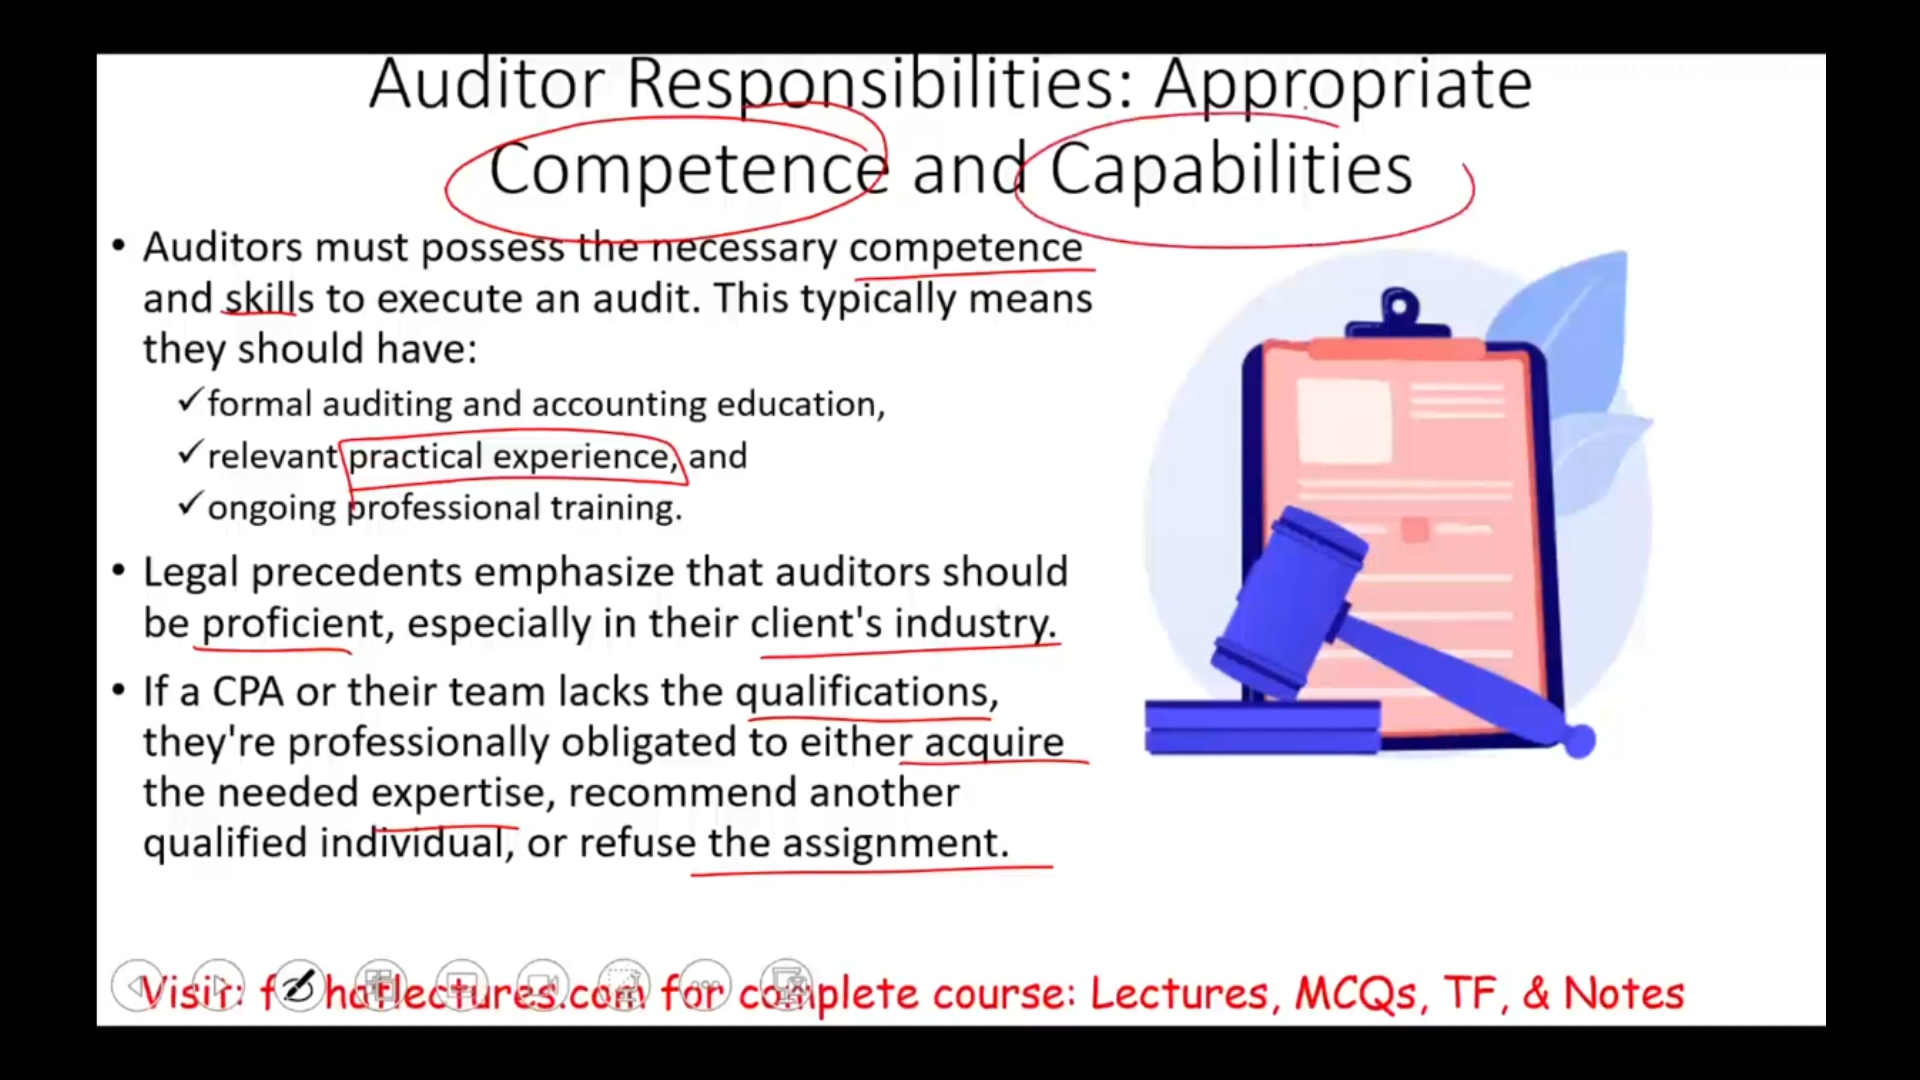 Auditor Responsibilities: Appropriate
Competence and Capabilities
• Auditors must possess the necessary competence
and skills to execute an audit. This typically means
they should have:
✓formal auditing and accounting education,
✓relevant practical experience, and
✓ongoing professional training.
• Legal precedents emphasize that auditors should
be proficient, especially in their client's industry.
• If a CPA or their team lacks the qualifications,
they're professionally obligated to either acquire
the needed expertise, recommend another
qualified individual, or refuse the assignment.
Visit: for complete course: Lectures, MCQs, TF, & Notes